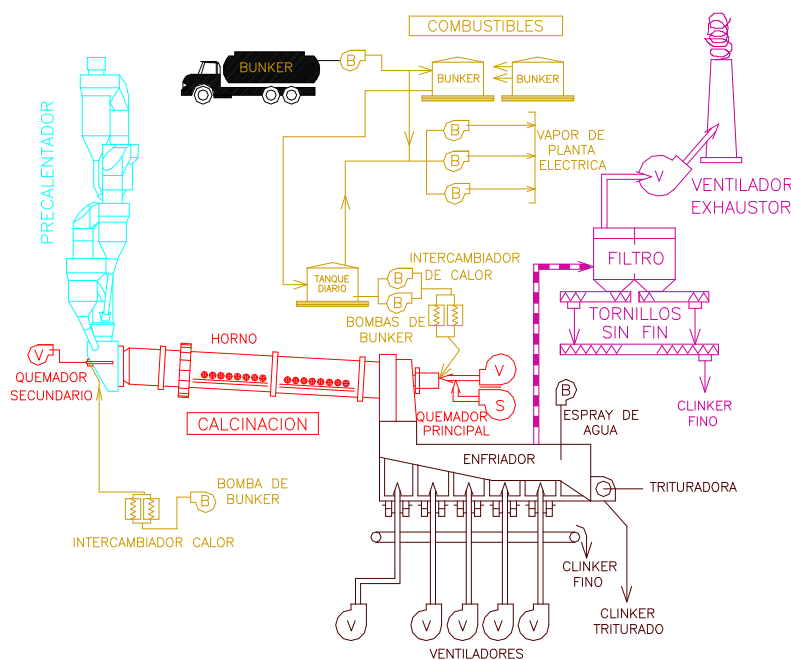 COMBUSTIBLES
BUNKER
B
BUNKER
BUNKER
PRECALENTADOR
B
B
B
VAPOR DE
PLANTA
ELECTRICA
V
VENTILADOR
EXHAUSTOR
FILTRO
INTERCAMBIADOR
DE CALOR
TANQUE
DIARIO
B
B
BOMBAS DE
BUNKER
TORNILLOS
SIN FIN
HORNO
V
QUEMADOR
SECUNDARIO
V
S
QUEMADOR
PRINCIPAL
CALCINACION
B
ESPRAY DE
AGUA
CLINKER
FINO
ENFRIADOR
TRITURADORA
BOMBA DE
BUNKER
B
INTERCAMBIADOR CALOR
CLINKER
FINO
CLINKER
TRITURADO
V
V
V
V
V
VENTILADORES